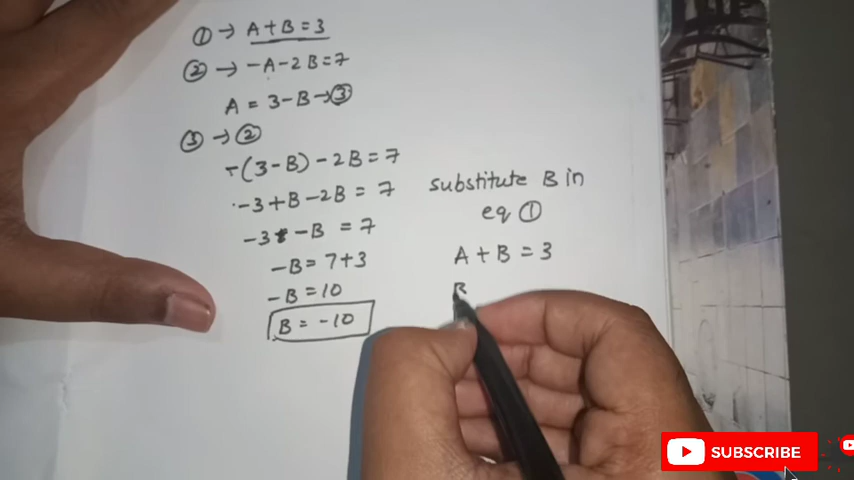 ① → A + B = 3
② → -A - 2B = 7
A = 3 - B → ③
③ → ②
-(3 - B) - 2B = 7
-3 + B - 2B = 7
-3 - B = 7
-B = 7 + 3
-B = 10
B = -10
substitute B in
eq ①
A + B = 3
B
SUBSCRIBE